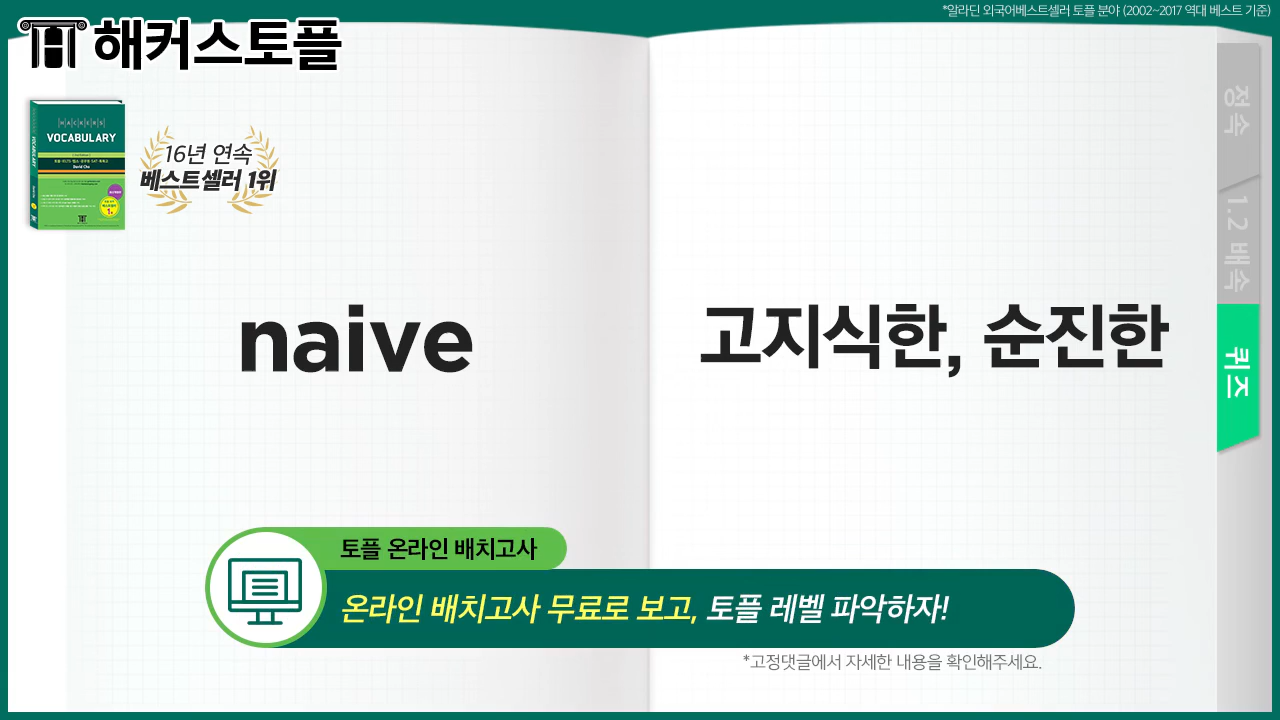 *알라딘 외국어베스트셀러 토플 분야 (2002~2017 역대 베스트 기준)
해커스토플
HACKERS
VOCABULARY
David Cho
16년 연속
베스트셀러 1위
정속
1.2 배속
퀴즈
naive
고지식한, 순진한
토플 온라인 배치고사
온라인 배치고사 무료로 보고, 토플 레벨 파악하자!
*고정댓글에서 자세한 내용을 확인해주세요.